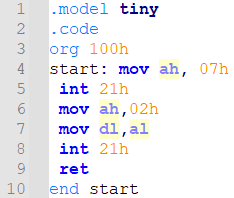 1 .model tiny
2 .code
3 org 100h
4 start: mov ah, 07h
5 int 21h
6 mov ah,02h
7 mov dl,al
8 int 21h
9 ret
10 end start